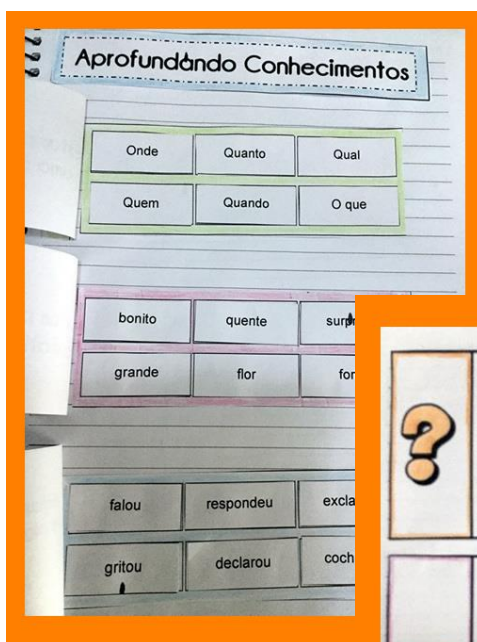 Aprofundando Conhecimentos
Onde Quanto Qual
Quem Quando O que
bonito quente
grande flor
falou respondeu
gritou declarou
?